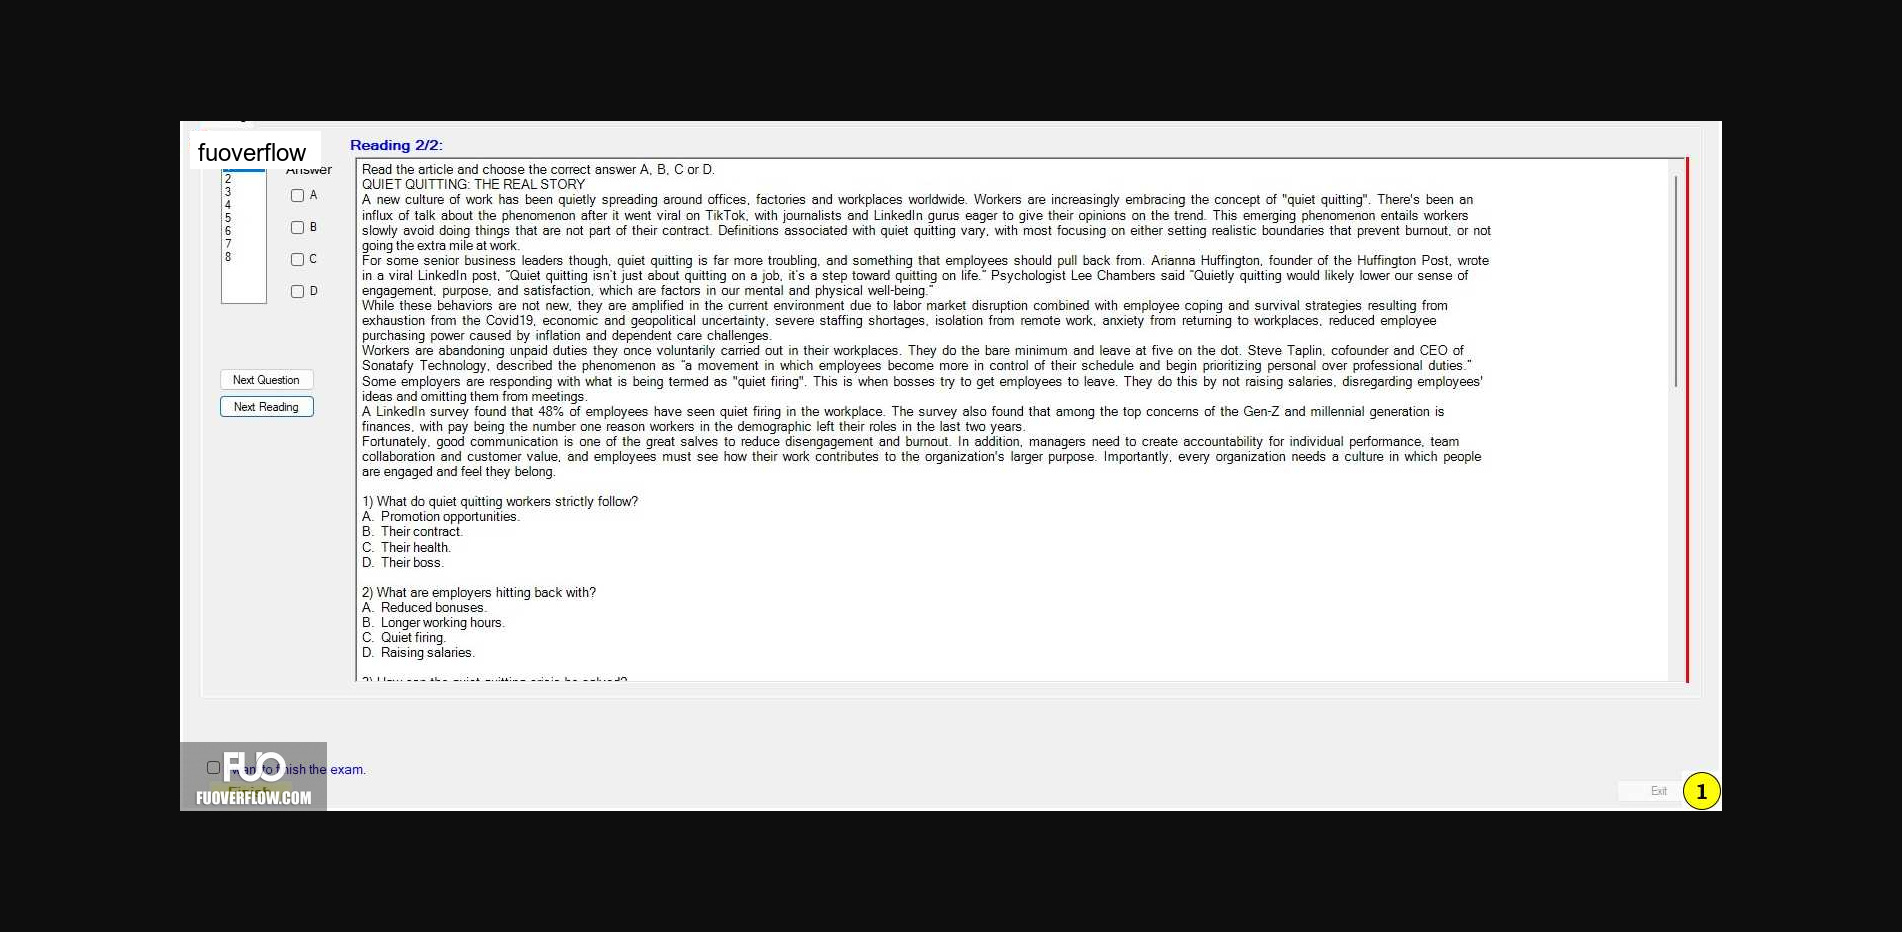 fuoverflow
Reading 2/2:
Answer
2
3
4
5
6
7
8
A
B
C
D
Next Question
Next Reading
Read the article and choose the correct answer A, B, C or D.
QUIET QUITTING: THE REAL STORY
A new culture of work has been quietly spreading around offices, factories and workplaces worldwide. Workers are increasingly embracing the concept of "quiet quitting". There's been an
influx of talk about the phenomenon after it went viral on TikTok, with journalists and LinkedIn gurus eager to give their opinions on the trend. This emerging phenomenon entails workers
slowly avoid doing things that are not part of their contract. Definitions associated with quiet quitting vary, with most focusing on either setting realistic boundaries that prevent burnout, or not
going the extra mile at work.
For some senior business leaders though, quiet quitting is far more troubling, and something that employees should pull back from. Arianna Huffington, founder of the Huffington Post, wrote
in a viral LinkedIn post, “Quiet quitting isn’t just about quitting on a job, it’s a step toward quitting on life.” Psychologist Lee Chambers said “Quietly quitting would likely lower our sense of
engagement, purpose, and satisfaction, which are factors in our mental and physical well-being.”
While these behaviors are not new, they are amplified in the current environment due to labor market disruption combined with employee coping and survival strategies resulting from
exhaustion from the Covid19, economic and geopolitical uncertainty, severe staffing shortages, isolation from remote work, anxiety from returning to workplaces, reduced employee
purchasing power caused by inflation and dependent care challenges.
Workers are abandoning unpaid duties they once voluntarily carried out in their workplaces. They do the bare minimum and leave at five on the dot. Steve Taplin, cofounder and CEO of
Sonatafy Technology, described the phenomenon as “a movement in which employees become more in control of their schedule and begin prioritizing personal over professional duties.”
Some employers are responding with what is being termed as "quiet firing". This is when bosses try to get employees to leave. They do this by not raising salaries, disregarding employees'
ideas and omitting them from meetings.
A LinkedIn survey found that 48% of employees have seen quiet firing in the workplace. The survey also found that among the top concerns of the Gen-Z and millennial generation is
finances, with pay being the number one reason workers in the demographic left their roles in the last two years.
Fortunately, good communication is one of the great salves to reduce disengagement and burnout. In addition, managers need to create accountability for individual performance, team
collaboration and customer value, and employees must see how their work contributes to the organization's larger purpose. Importantly, every organization needs a culture in which people
are engaged and feel they belong.
1) What do quiet quitting workers strictly follow?
A. Promotion opportunities.
B. Their contract.
C. Their health.
D. Their boss.
2) What are employers hitting back with?
A. Reduced bonuses.
B. Longer working hours.
C. Quiet firing.
D. Raising salaries.
3) How can the quiet quitting crisis be solved?
want to finish the exam.
Finish
FUO
FUOVERFLOW.COM
Exit
1